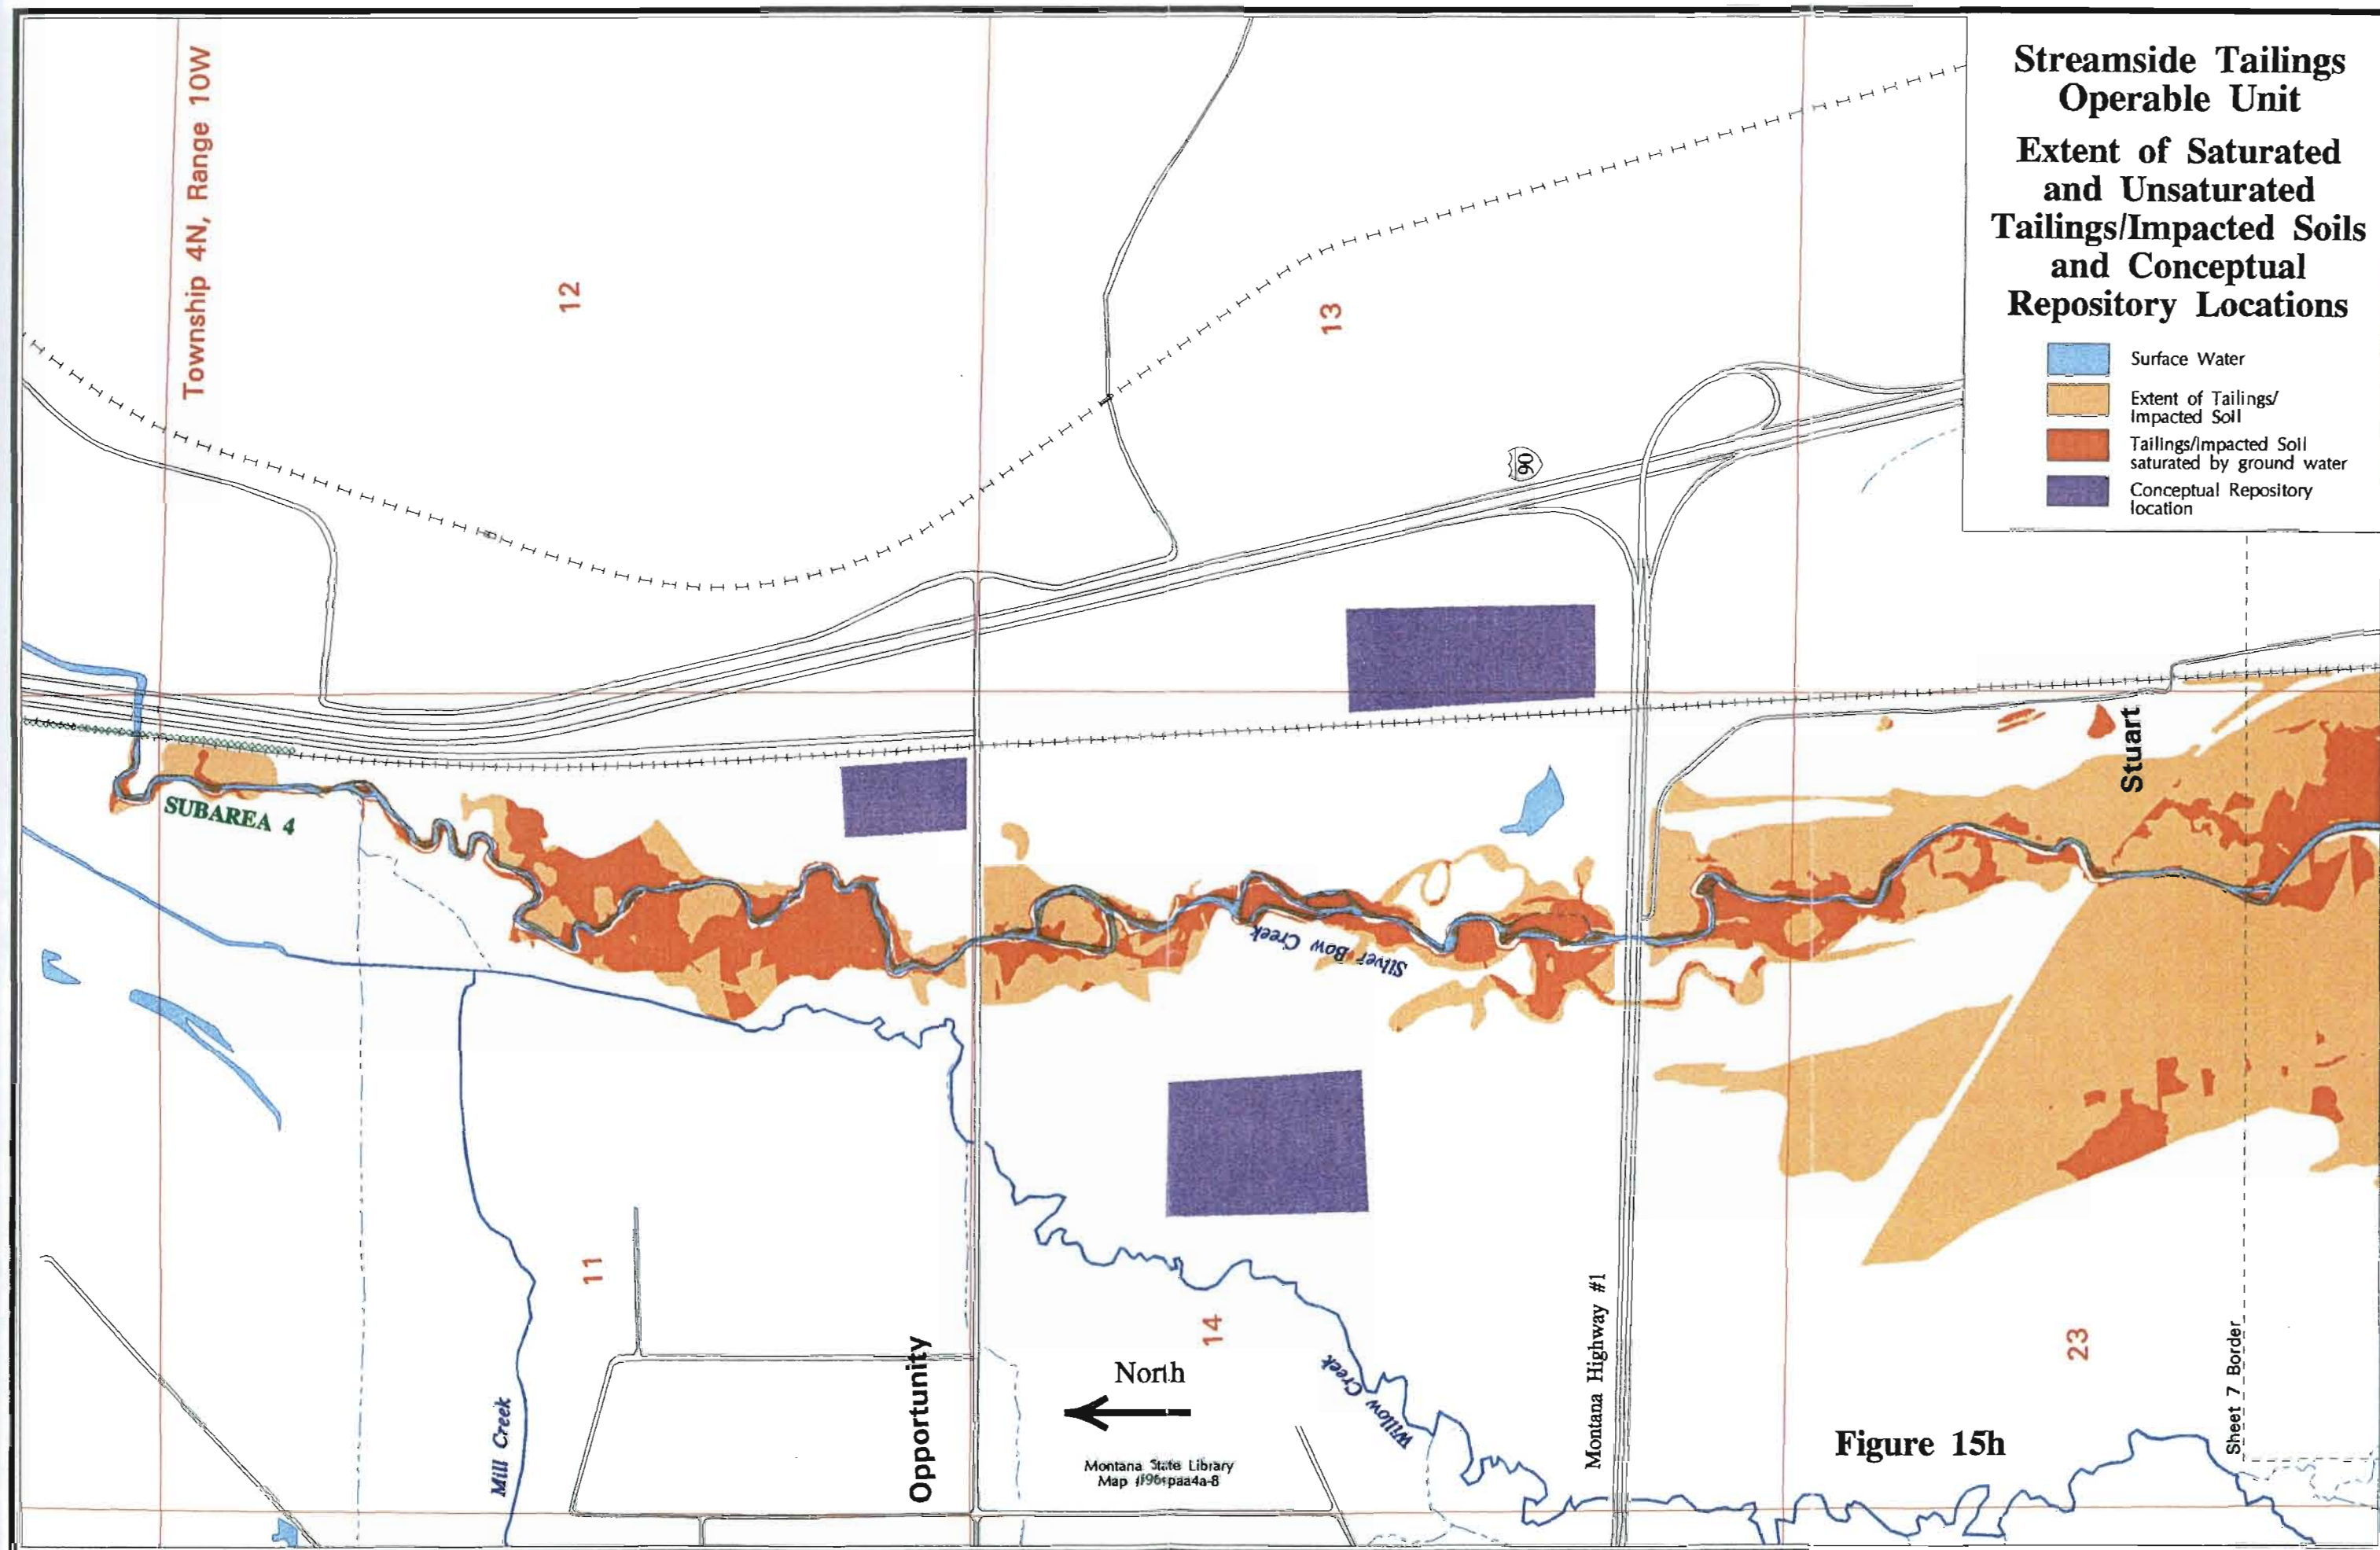 Streamside Tailings
Operable Unit
Extent of Saturated
and Unsaturated
Tailings/Impacted Soils
and Conceptual
Repository Locations
Surface Water
Extent of Tailings/
Impacted Soil
Tailings/Impacted Soil
saturated by ground water
Conceptual Repository
location
Township 4N, Range 10W
12
13
90
SUBAREA 4
Stuart
Silver Bow Creek
11
14
23
Mill Creek
Opportunity
North
Willow Creek
Montana Highway #1
Sheet 7 Border
Montana State Library
Map #96rpaa4a-8
Figure 15h